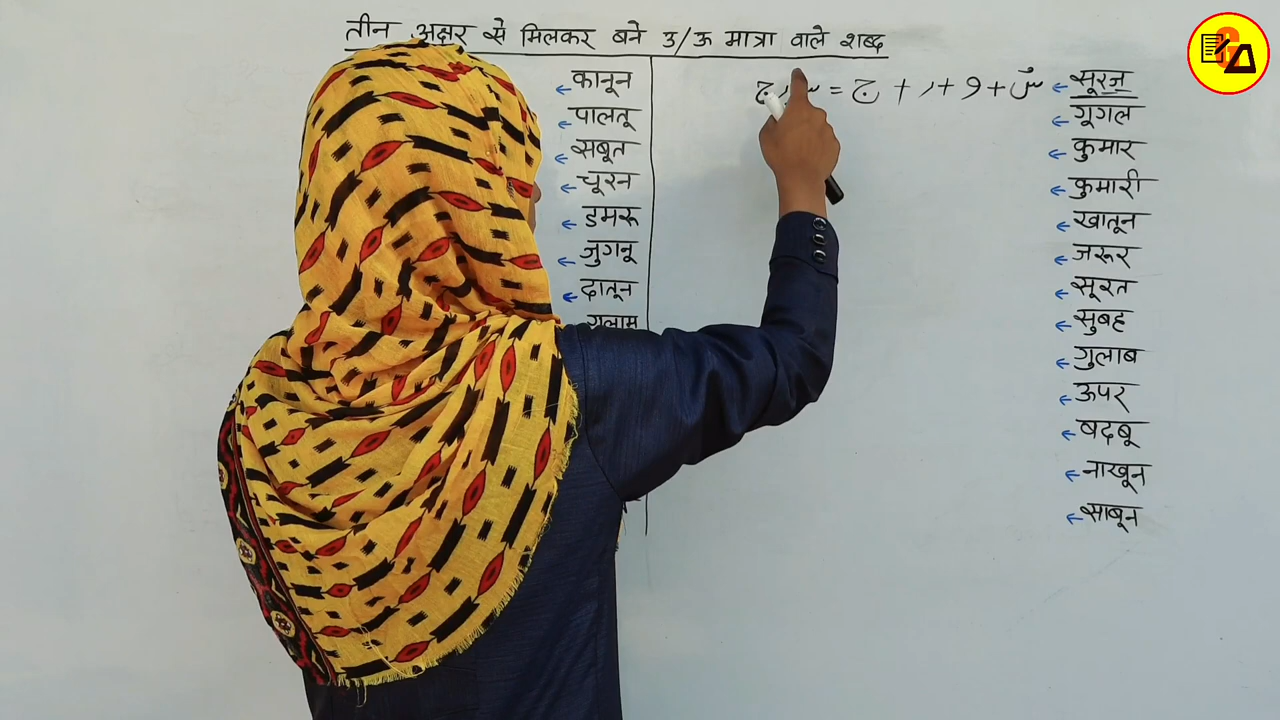 तीन अक्षर से मिलकर बने उ/ऊ मात्रा वाले शब्द
सूरज
سُ + و + ر + ج =
गूगल
कुमार
कुमारी
खातून
जरूर
सूरत
सुबह
गुलाब
ऊपर
बदबू
नाखून
साबुन
कानून
पालतू
सबूत
चूरन
डमरू
जुगनू
दातून
गुलाम